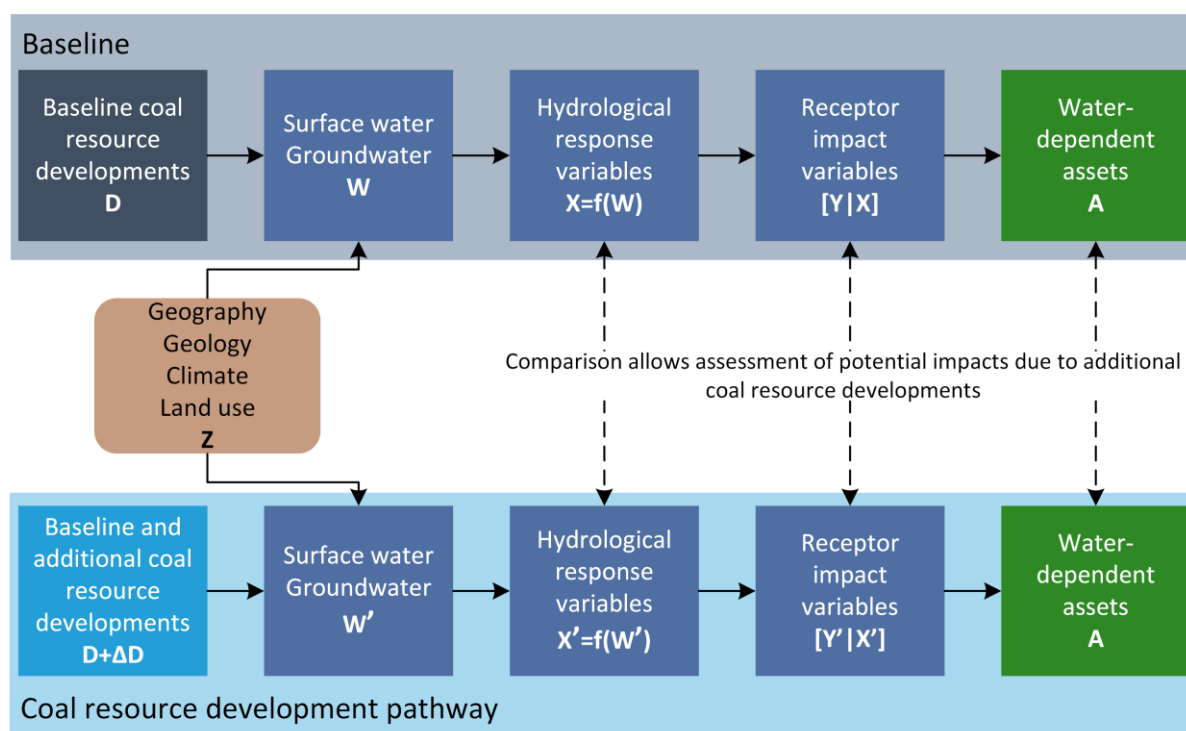 Baseline
Baseline coal
resource
developments
D
Surface water
Groundwater
W
Hydrological
response
variables
X=f(W)
Receptor
impact
variables
[Y|X]
Water-
dependent
assets
A
Geography
Geology
Climate
Land use
Z
Comparison allows assessment of potential impacts due to additional
coal resource developments
Baseline and
additional coal
resource
developments
D+ΔD
Surface water
Groundwater
W’
Hydrological
response
variables
X’=f(W’)
Receptor
impact
variables
[Y’|X’]
Water-
dependent
assets
A
Coal resource development pathway